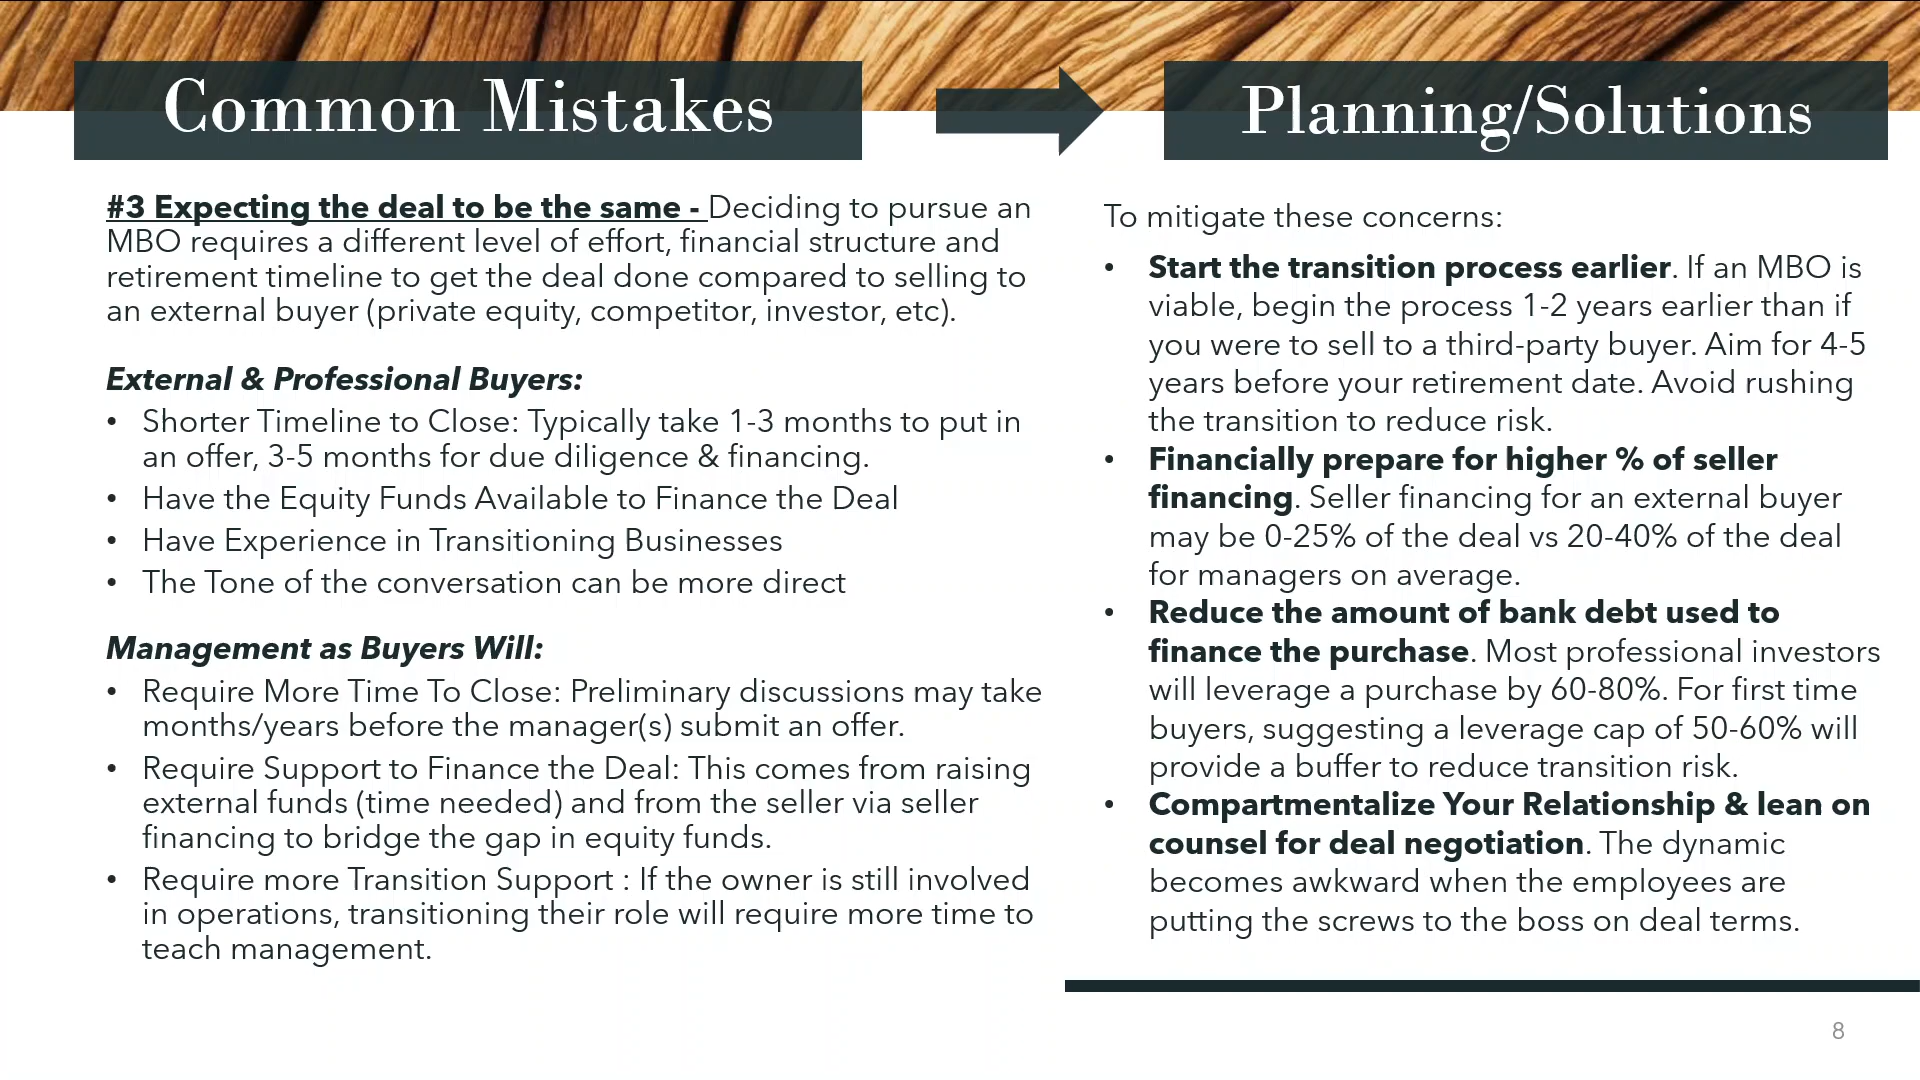 Common Mistakes
Planning/Solutions
#3 Expecting the deal to be the same - Deciding to pursue an
MBO requires a different level of effort, financial structure and
retirement timeline to get the deal done compared to selling to
an external buyer (private equity, competitor, investor, etc).
External & Professional Buyers:
• Shorter Timeline to Close: Typically take 1-3 months to put in
an offer, 3-5 months for due diligence & financing.
• Have the Equity Funds Available to Finance the Deal
• Have Experience in Transitioning Businesses
• The Tone of the conversation can be more direct
Management as Buyers Will:
• Require More Time To Close: Preliminary discussions may take
months/years before the manager(s) submit an offer.
• Require Support to Finance the Deal: This comes from raising
external funds (time needed) and from the seller via seller
financing to bridge the gap in equity funds.
• Require more Transition Support : If the owner is still involved
in operations, transitioning their role will require more time to
teach management.
To mitigate these concerns:
• Start the transition process earlier. If an MBO is
viable, begin the process 1-2 years earlier than if
you were to sell to a third-party buyer. Aim for 4-5
years before your retirement date. Avoid rushing
the transition to reduce risk.
• Financially prepare for higher % of seller
financing. Seller financing for an external buyer
may be 0-25% of the deal vs 20-40% of the deal
for managers on average.
• Reduce the amount of bank debt used to
finance the purchase. Most professional investors
will leverage a purchase by 60-80%. For first time
buyers, suggesting a leverage cap of 50-60% will
provide a buffer to reduce transition risk.
• Compartmentalize Your Relationship & lean on
counsel for deal negotiation. The dynamic
becomes awkward when the employees are
putting the screws to the boss on deal terms.
8